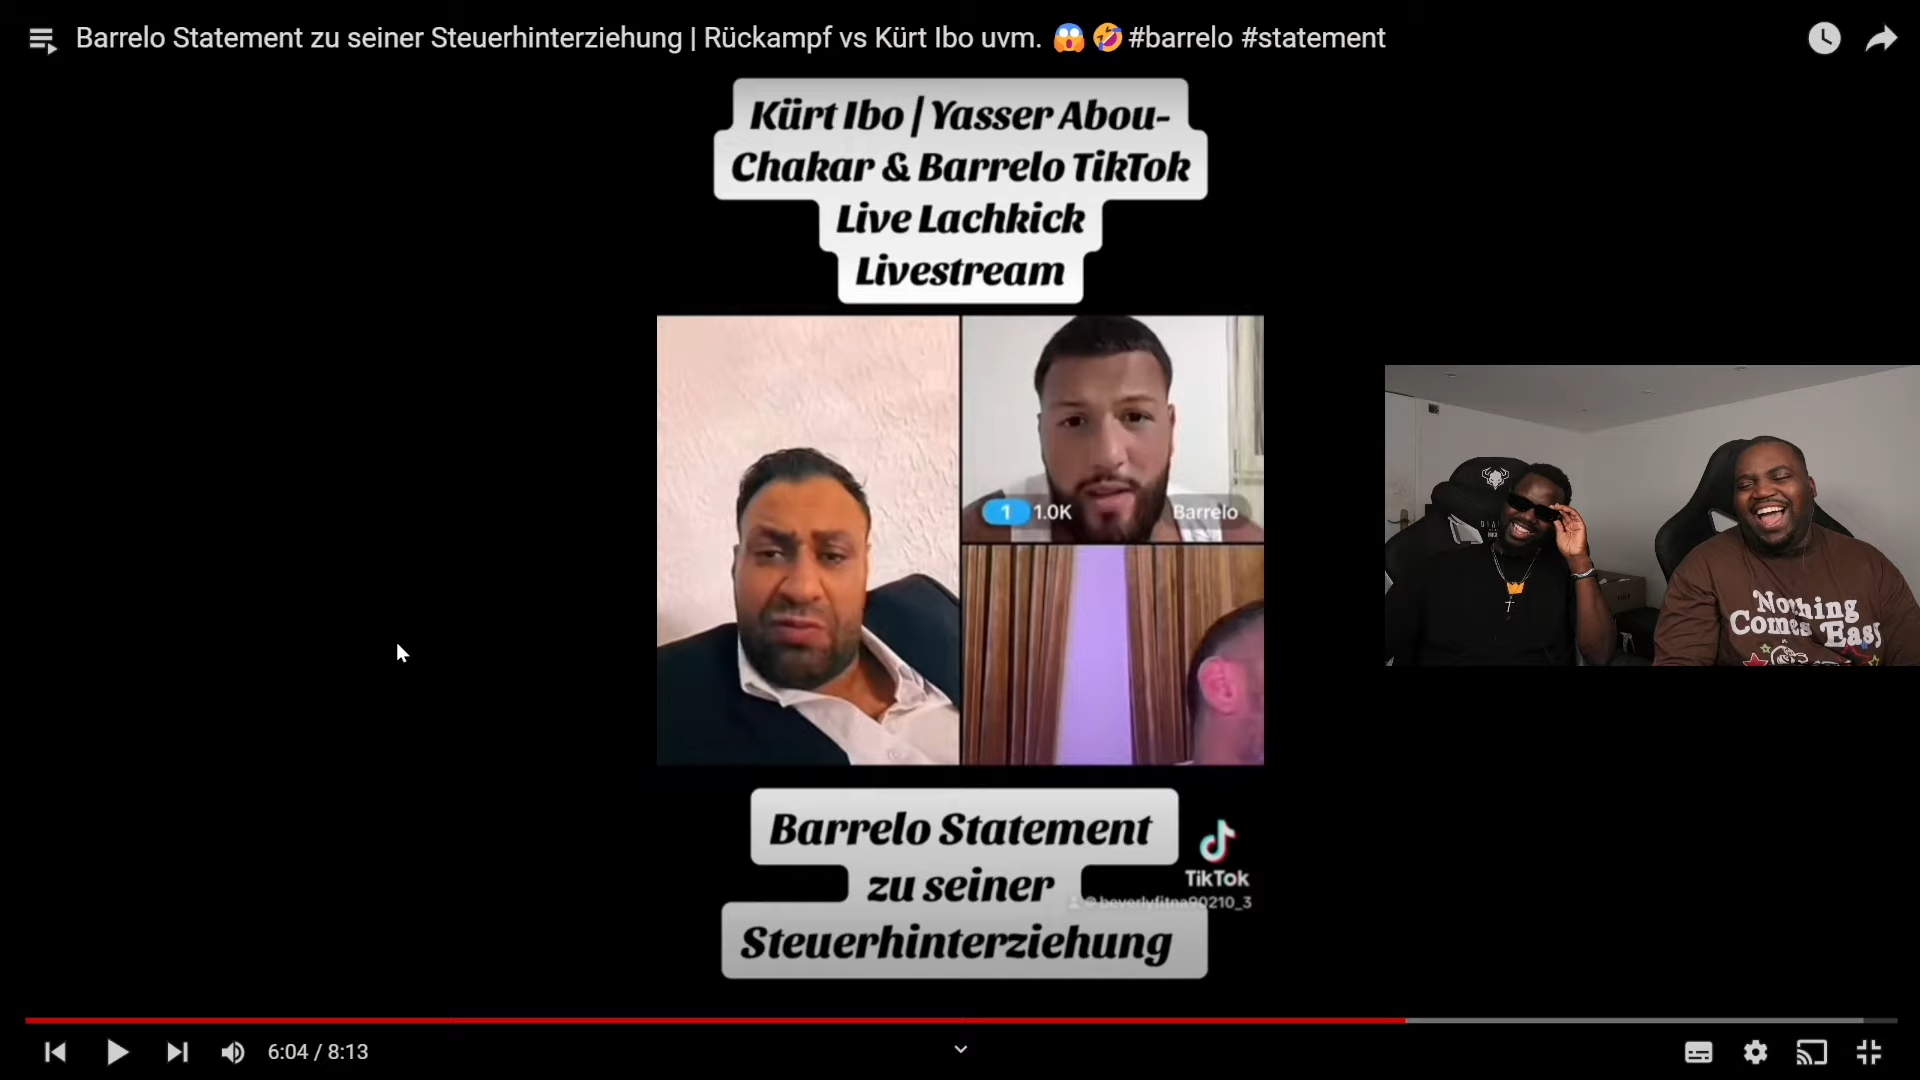 Barrelo Statement zu seiner Steuerhinterziehung | Rückampf vs Kürt Ibo uvm. 😱 🤣 #barrelo #statement
Kürt Ibo | Yasser Abou-
Chakar & Barrelo TikTok
Live Lachkick
Livestream
1 1.0K Barrelo
Nothing
Comes Easy
Barrelo Statement
zu seiner
Steuerhinterziehung
TikTok
@beverlyfitna90210_3
6:04 / 8:13